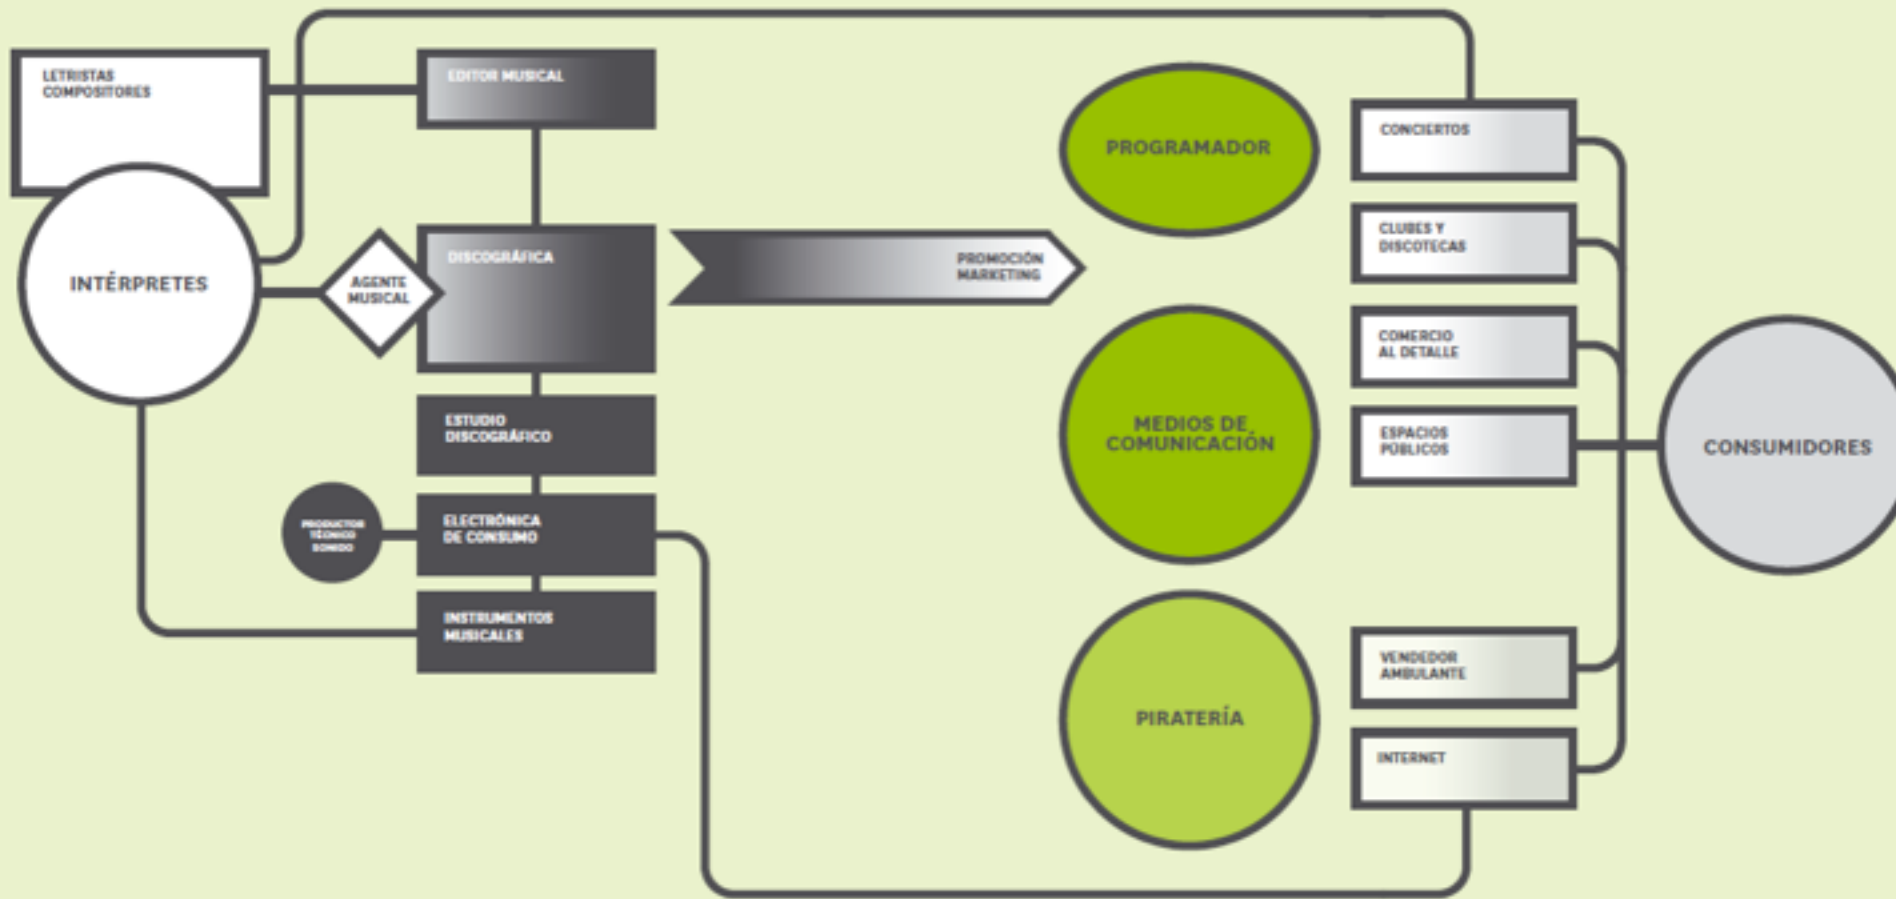 LETRISTAS
COMPOSITORES
EDITOR MUSICAL
INTÉRPRETES
AGENTE
MUSICAL
DISCOGRÁFICA
PROMOCIÓN
MARKETING
ESTUDIO
DISCOGRÁFICO
PRODUCTOS
TÉCNICO
SONIDO
ELECTRÓNICA
DE CONSUMO
INSTRUMENTOS
MUSICALES
PROGRAMADOR
MEDIOS DE
COMUNICACIÓN
PIRATERÍA
CONCIERTOS
CLUBES Y
DISCOTECAS
COMERCIO
AL DETALLE
ESPACIOS
PÚBLICOS
VENDEDOR
AMBULANTE
INTERNET
CONSUMIDORES